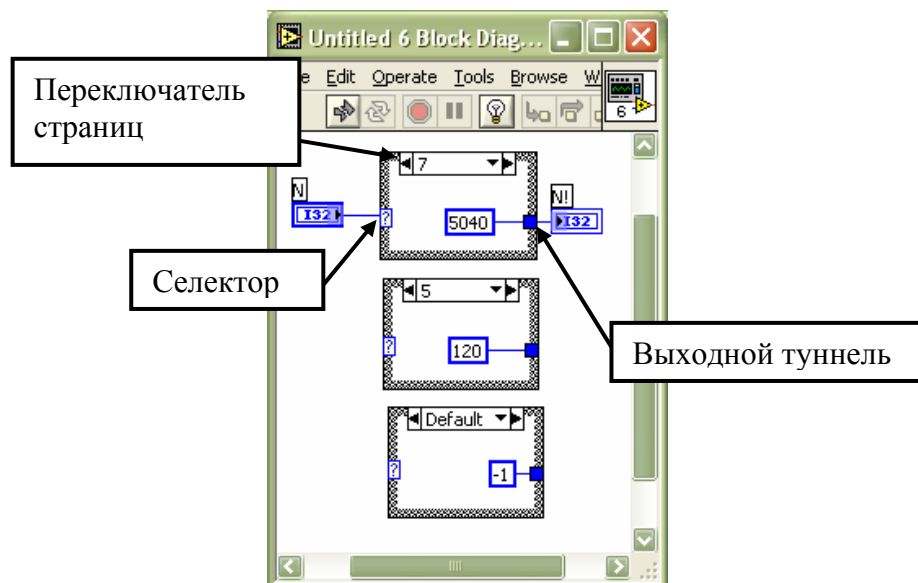 Untitled 6 Block Diag...
e Edit Operate Tools Browse W
6
Переключатель
страниц
7
N
I32
?
5040
N!
I32
Селектор
5
?
120
Выходной туннель
Default
?
-1